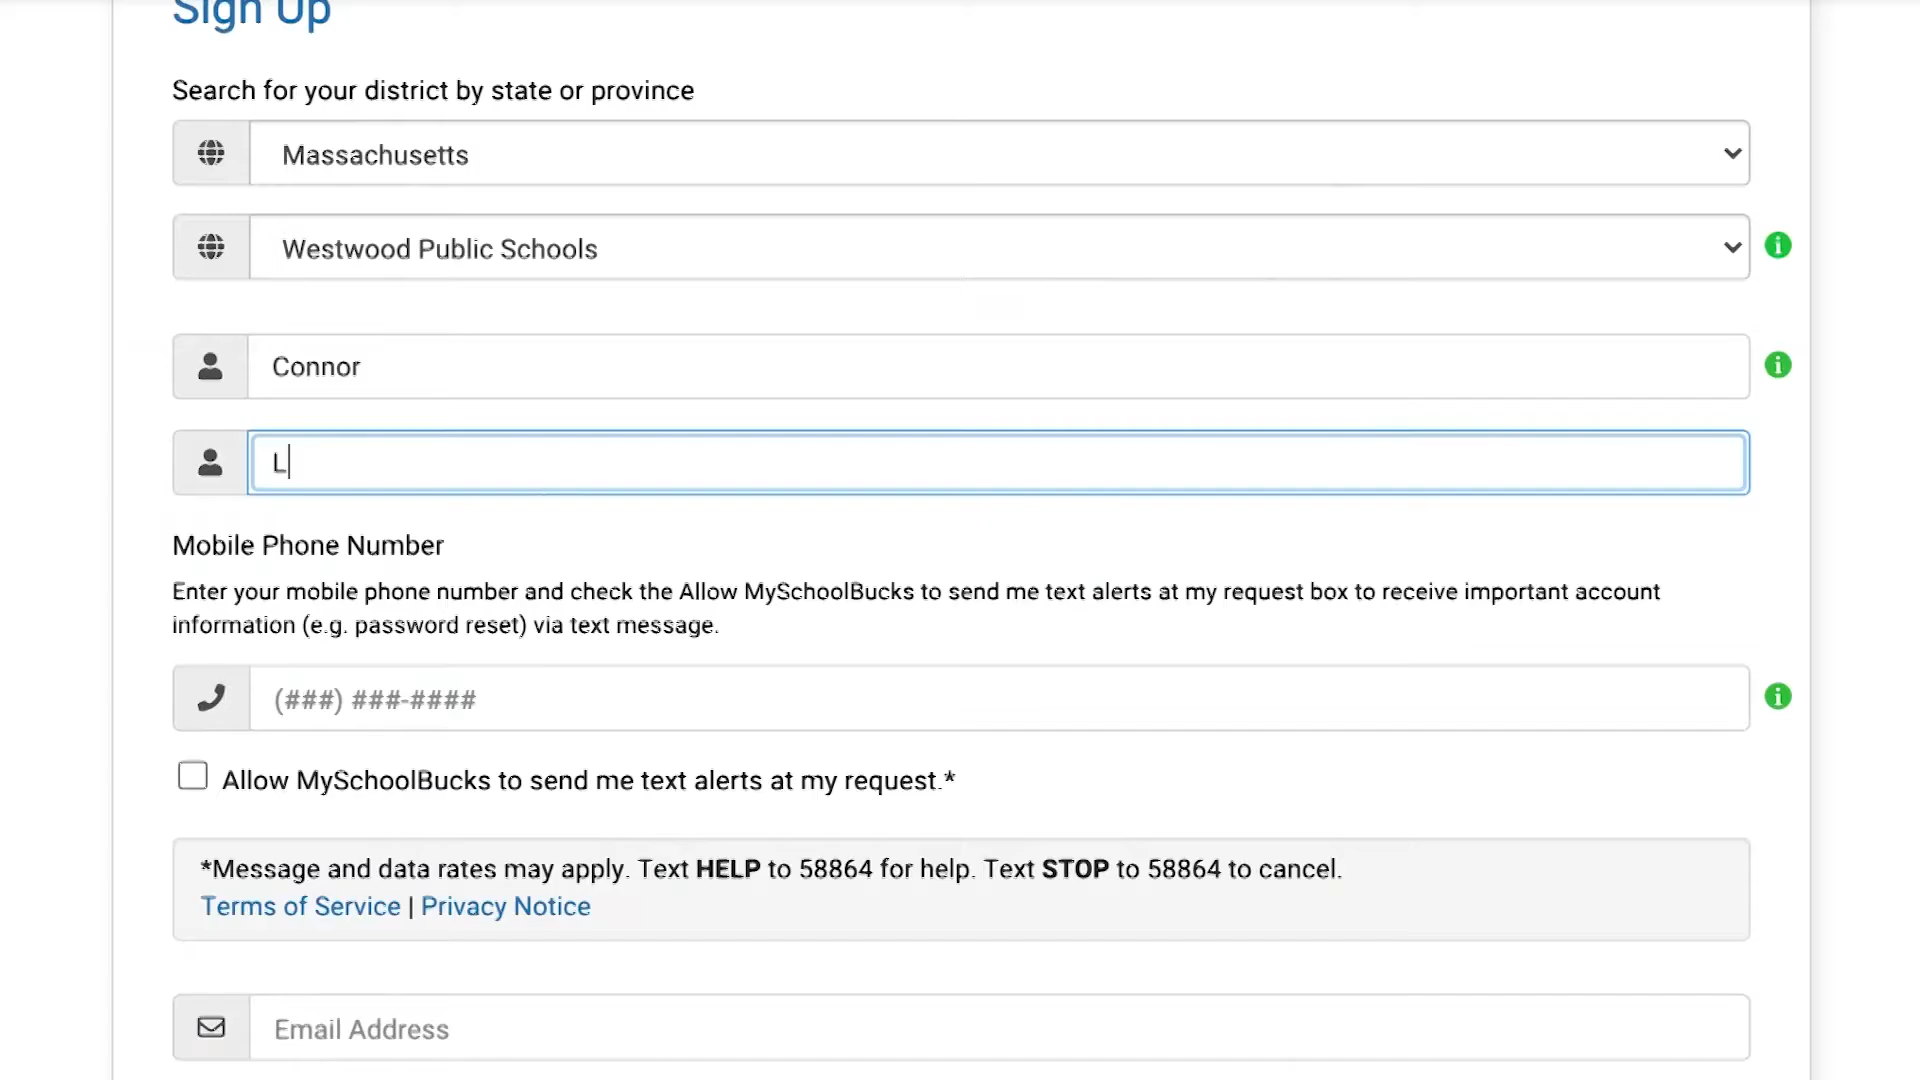 Sign Up
Search for your district by state or province
Massachusetts
Westwood Public Schools
Connor
L
Mobile Phone Number
Enter your mobile phone number and check the Allow MySchoolBucks to send me text alerts at my request box to receive important account
information (e.g. password reset) via text message.
(###) ###-####
Allow MySchoolBucks to send me text alerts at my request.*
*Message and data rates may apply. Text HELP to 58864 for help. Text STOP to 58864 to cancel.
Terms of Service | Privacy Notice
Email Address